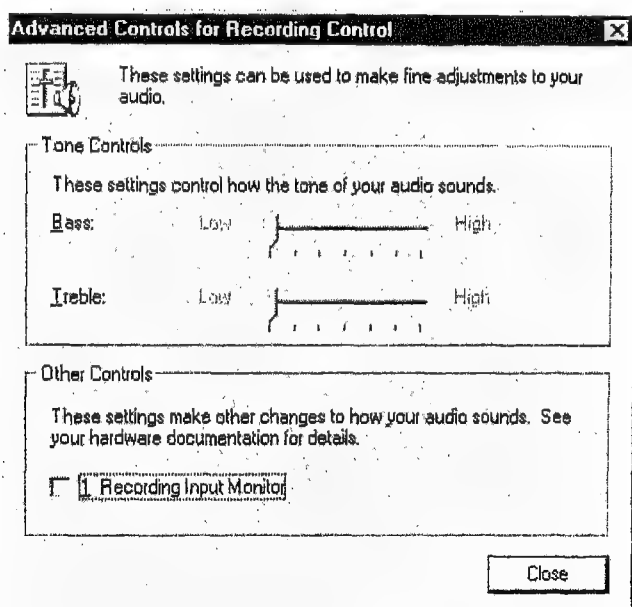 Advanced Controls for Recording Control
These settings can be used to make fine adjustments to your
audio.
Tone Controls
These settings control how the tone of your audio sounds.
Bass: Low High
Treble: Low High
Other Controls
These settings make other changes to how your audio sounds. See
your hardware documentation for details.
1 Recording Input Monitor
Close